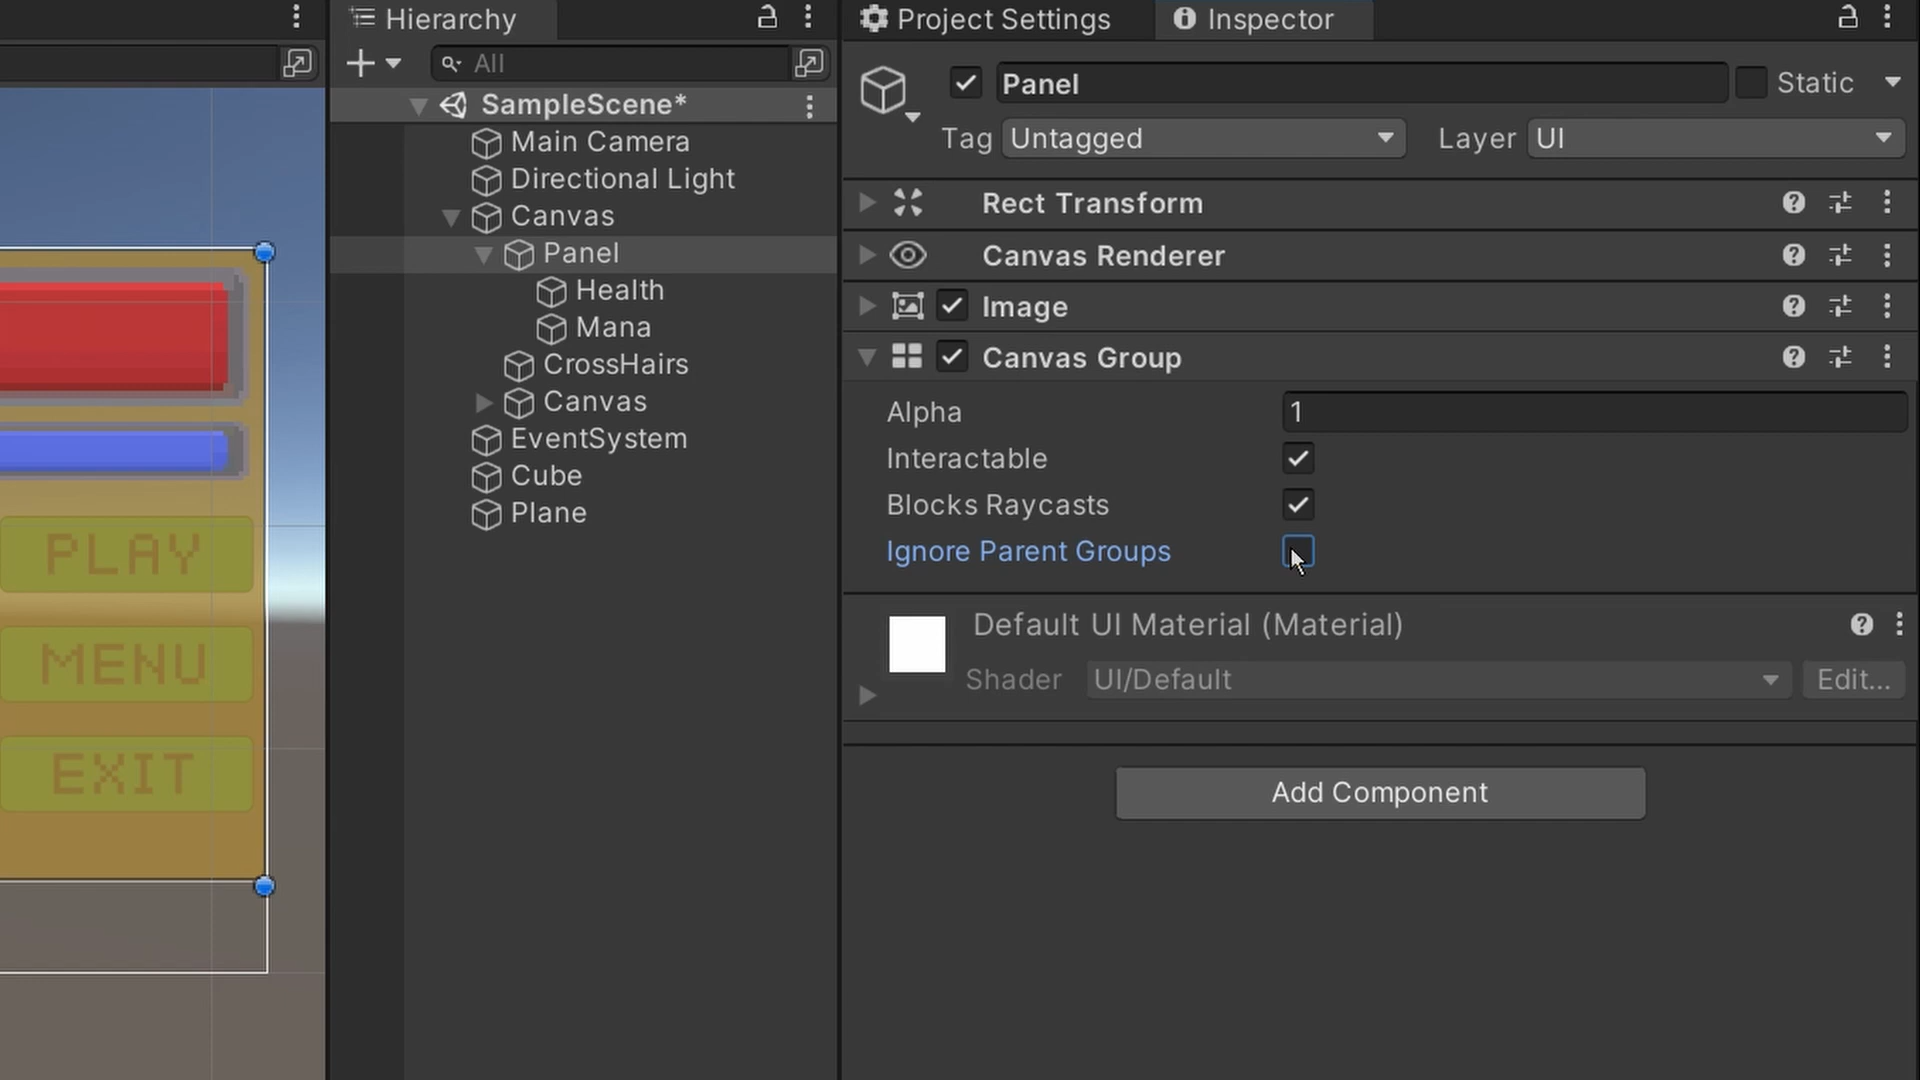 Hierarchy
All
SampleScene*
Main Camera
Directional Light
Canvas
Panel
Health
Mana
CrossHairs
Canvas
EventSystem
Cube
Plane
PLAY
MENU
EXIT
Project Settings
Inspector
Panel
Static
Tag
Untagged
Layer
UI
Rect Transform
Canvas Renderer
Image
Canvas Group
Alpha
1
Interactable
Blocks Raycasts
Ignore Parent Groups
Default UI Material (Material)
Shader
UI/Default
Edit...
Add Component